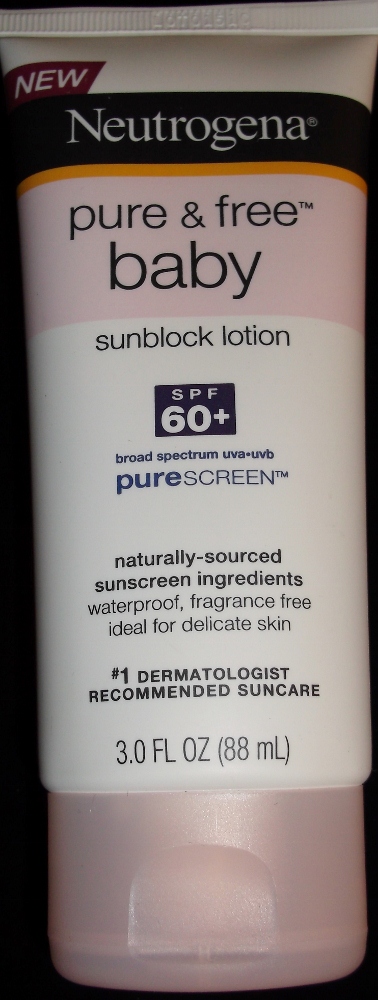 NEW
Neutrogena®
pure & free™
baby
sunblock lotion
SPF
60+
broad spectrum uva•uvb
pureSCREEN™
naturally-sourced
sunscreen ingredients
waterproof, fragrance free
ideal for delicate skin
#1 DERMATOLOGIST
RECOMMENDED SUNCARE
3.0 FL OZ (88 mL)